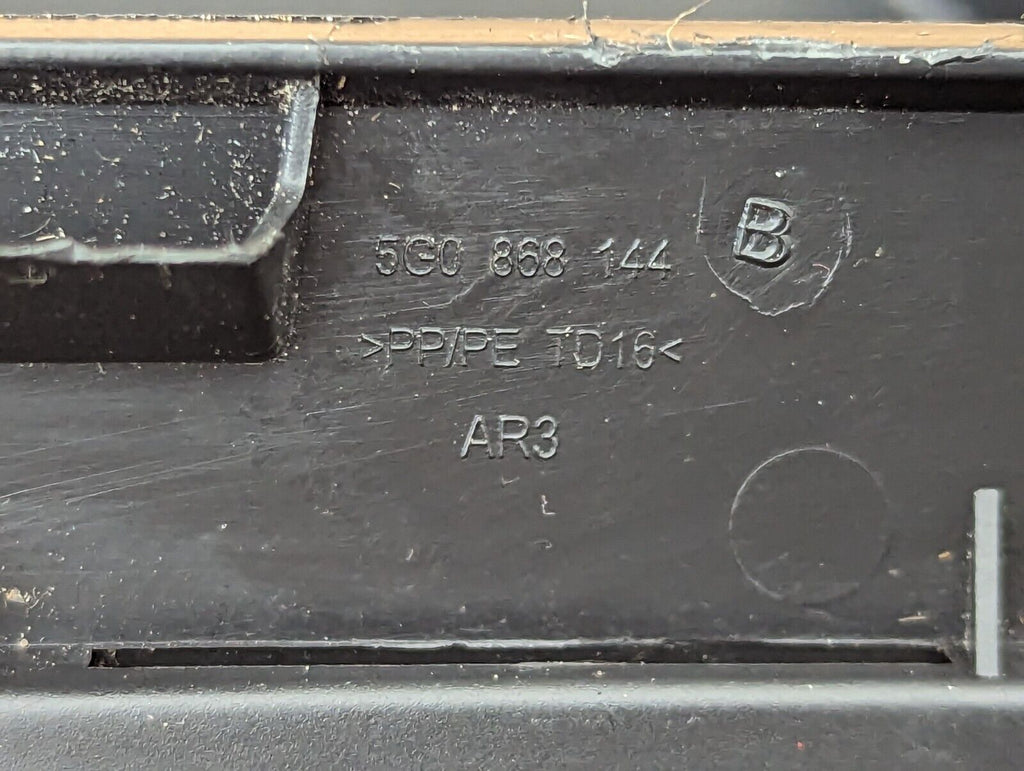 5G0 868 144 B
>PP/PE TD16<
AR3